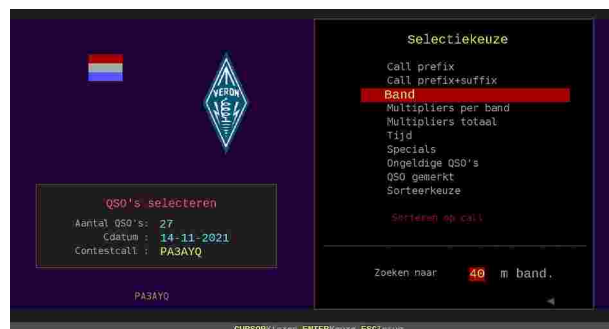 VERON
QSO's selecteren
Aantal QSO's: 27
Cdatum : 14-11-2021
Contestcall : PA3AYQ
PA3AYQ
Selectiekeuze
Call prefix
Call prefix+suffix
Band
Multipliers per band
Multipliers totaal
Tijd
Specials
Ongeldige QSO's
QSO gemerkt
Sorteerkeuze
Sorteren op call
Zoeken naar 40 m band.